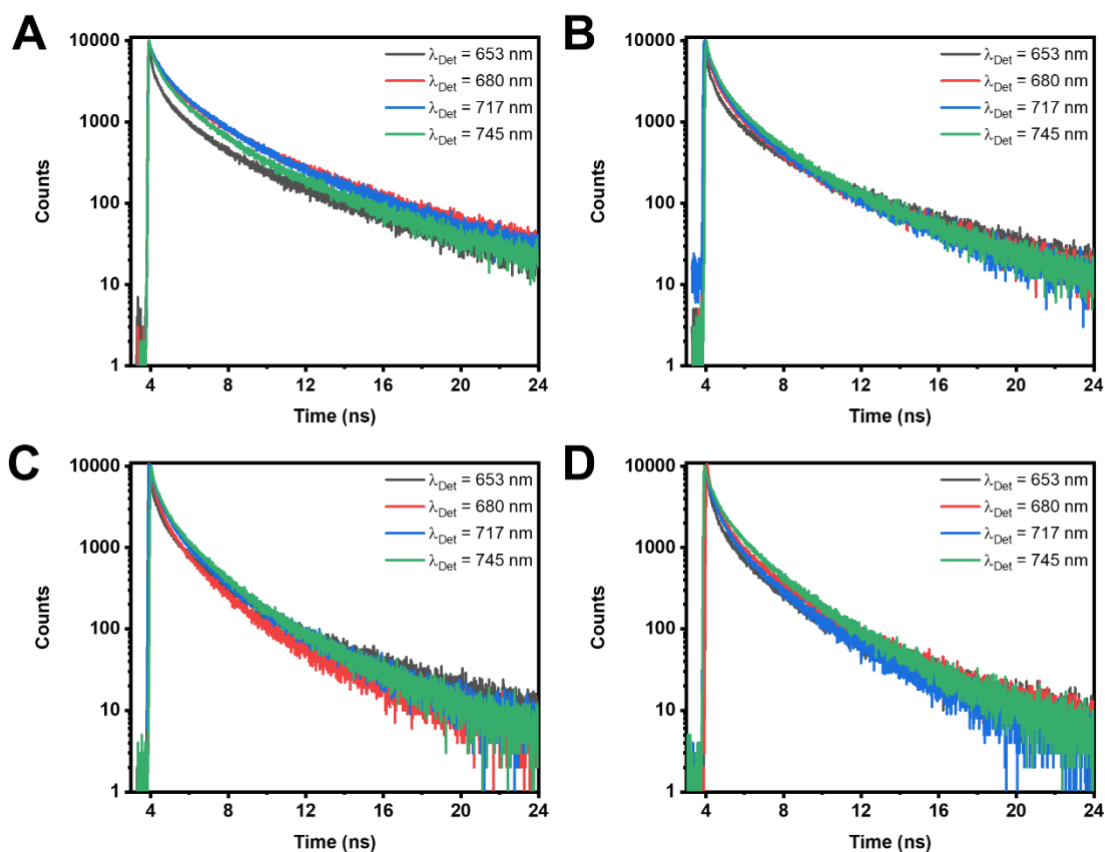 A
10000
1000
100
10
1
Counts
λDet = 653 nm
λDet = 680 nm
λDet = 717 nm
λDet = 745 nm
4 8 12 16 20 24
Time (ns)
B
10000
1000
100
10
1
Counts
λDet = 653 nm
λDet = 680 nm
λDet = 717 nm
λDet = 745 nm
4 8 12 16 20 24
Time (ns)
C
10000
1000
100
10
1
Counts
λDet = 653 nm
λDet = 680 nm
λDet = 717 nm
λDet = 745 nm
4 8 12 16 20 24
Time (ns)
D
10000
1000
100
10
1
Counts
λDet = 653 nm
λDet = 680 nm
λDet = 717 nm
λDet = 745 nm
4 8 12 16 20 24
Time (ns)